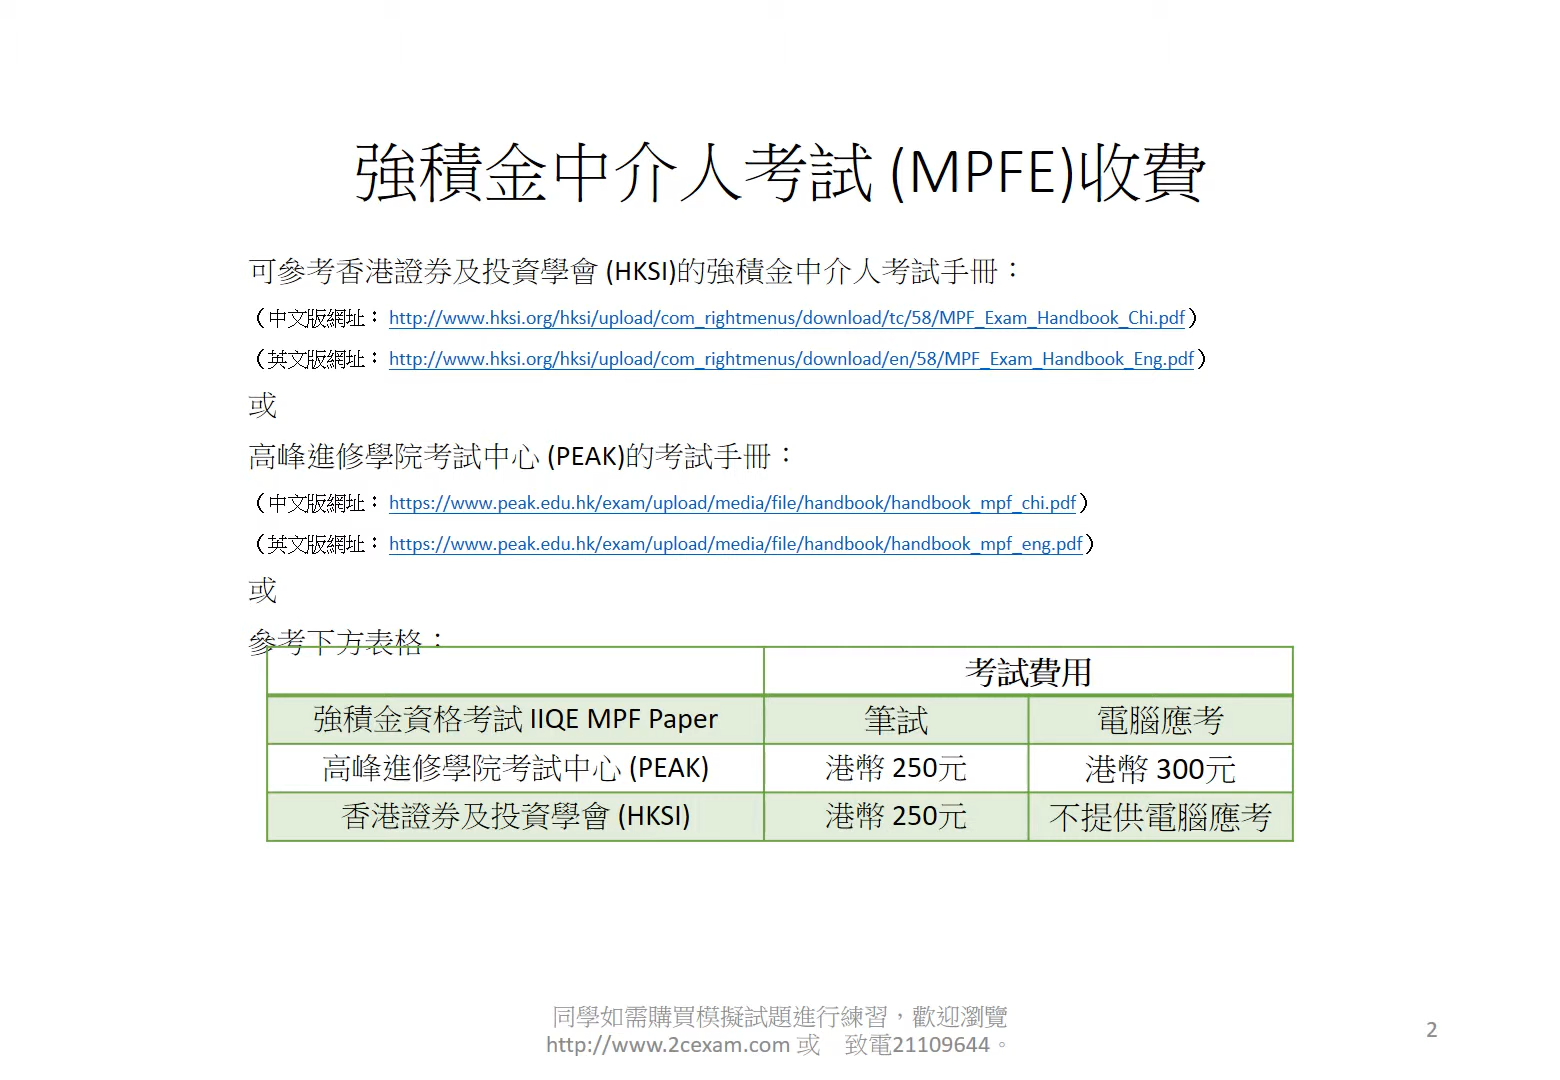 強積金中介人考試 (MPFE)收費
可參考香港證券及投資學會 (HKSI)的強積金中介人考試手冊：
（中文版網址： http://www.hksi.org/hksi/upload/com_rightmenus/download/tc/58/MPF_Exam_Handbook_Chi.pdf）
（英文版網址： http://www.hksi.org/hksi/upload/com_rightmenus/download/en/58/MPF_Exam_Handbook_Eng.pdf）
或
高峰進修學院考試中心 (PEAK)的考試手冊：
（中文版網址： https://www.peak.edu.hk/exam/upload/media/file/handbook/handbook_mpf_chi.pdf）
（英文版網址： https://www.peak.edu.hk/exam/upload/media/file/handbook/handbook_mpf_eng.pdf）
或
參考下方表格：
考試費用
強積金資格考試 IIQE MPF Paper 筆試 電腦應考
高峰進修學院考試中心 (PEAK) 港幣 250元 港幣 300元
香港證券及投資學會 (HKSI) 港幣 250元 不提供電腦應考
同學如需購買模擬試題進行練習，歡迎瀏覽
http://www.2cexam.com 或 致電21109644。
2